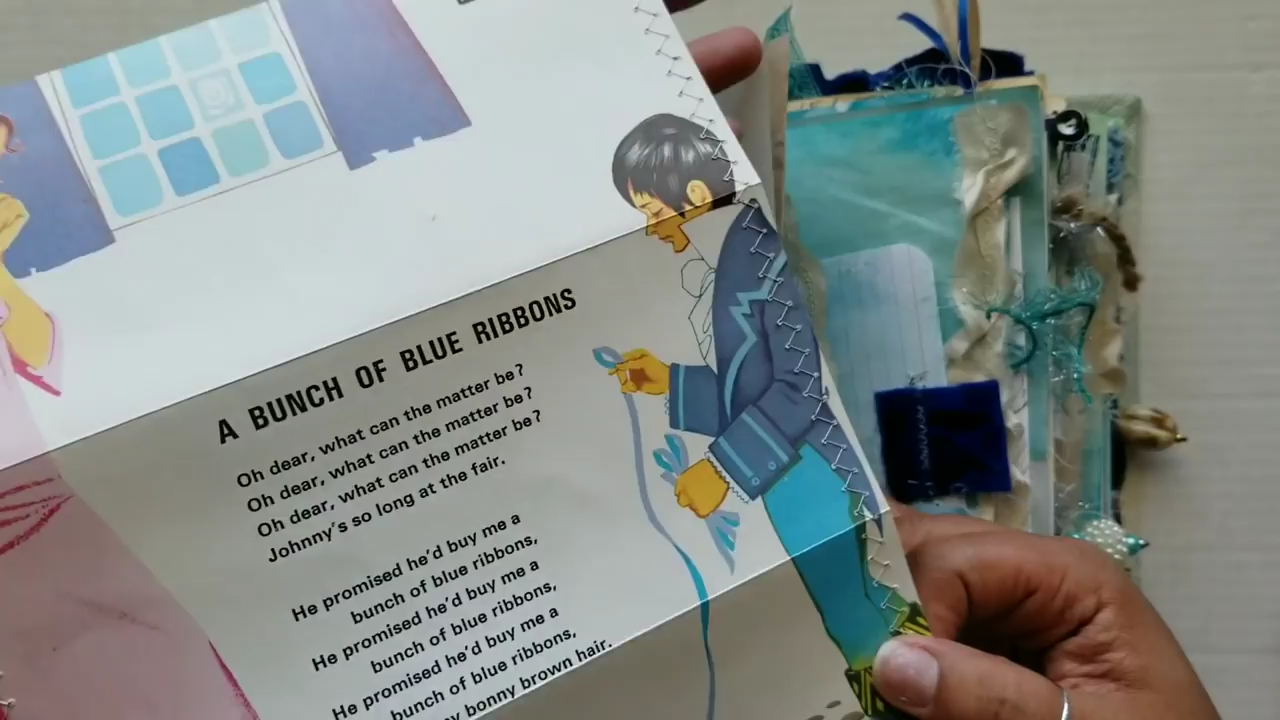 A BUNCH OF BLUE RIBBONS
Oh dear, what can the matter be?
Oh dear, what can the matter be?
Oh dear, what can the matter be?
Johnny's so long at the fair.
He promised he'd buy me a
bunch of blue ribbons,
He promised he'd buy me a
bunch of blue ribbons,
He promised he'd buy me a
bunch of blue ribbons,
bonny brown hair.